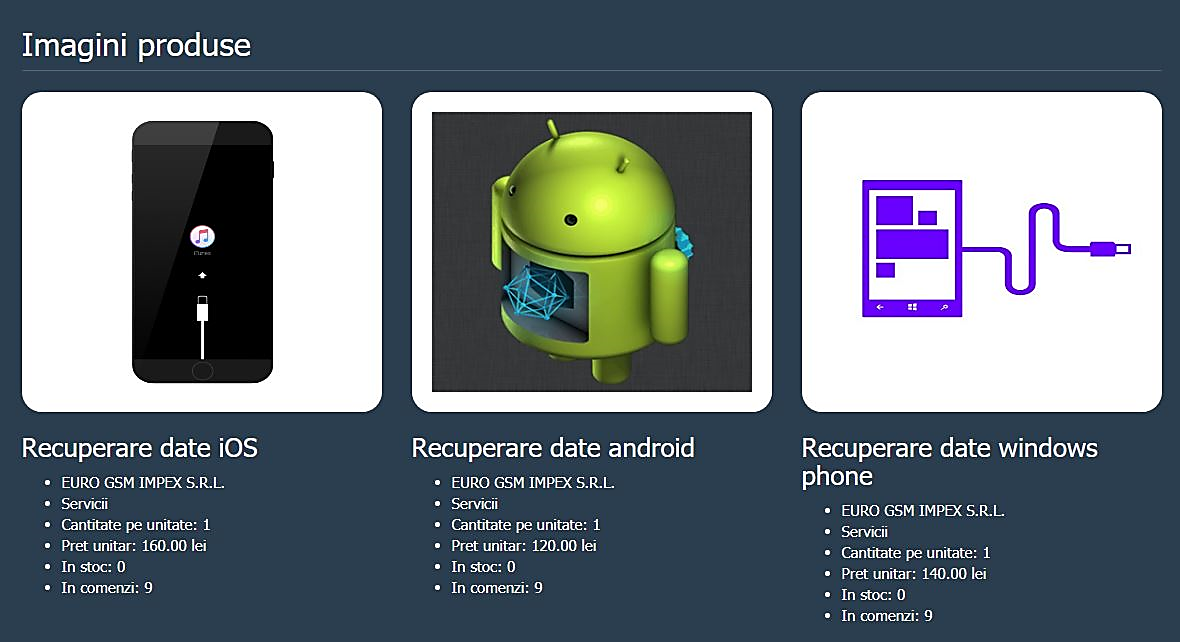 Imagini produse
iTunes
Recuperare date iOS
EURO GSM IMPEX S.R.L.
Servicii
Cantitate pe unitate: 1
Pret unitar: 160.00 lei
In stoc: 0
In comenzi: 9
Recuperare date android
EURO GSM IMPEX S.R.L.
Servicii
Cantitate pe unitate: 1
Pret unitar: 120.00 lei
In stoc: 0
In comenzi: 9
Recuperare date windows
phone
EURO GSM IMPEX S.R.L.
Servicii
Cantitate pe unitate: 1
Pret unitar: 140.00 lei
In stoc: 0
In comenzi: 9